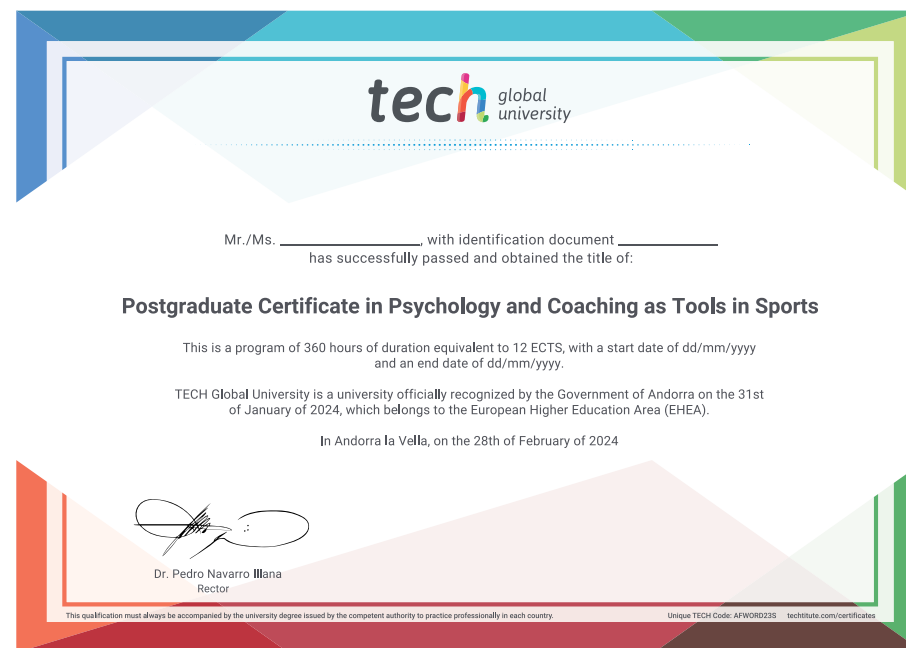 tech global
university
Mr./Ms. ____________________, with identification document ______________
has successfully passed and obtained the title of:
Postgraduate Certificate in Psychology and Coaching as Tools in Sports
This is a program of 360 hours of duration equivalent to 12 ECTS, with a start date of dd/mm/yyyy
and an end date of dd/mm/yyyy.
TECH Global University is a university officially recognized by the Government of Andorra on the 31st
of January of 2024, which belongs to the European Higher Education Area (EHEA).
In Andorra la Vella, on the 28th of February of 2024
Dr. Pedro Navarro Illana
Rector
This qualification must always be accompanied by the university degree issued by the competent authority to practice professionally in each country. Unique TECH Code: AFWORD23S techtitute.com/certificates